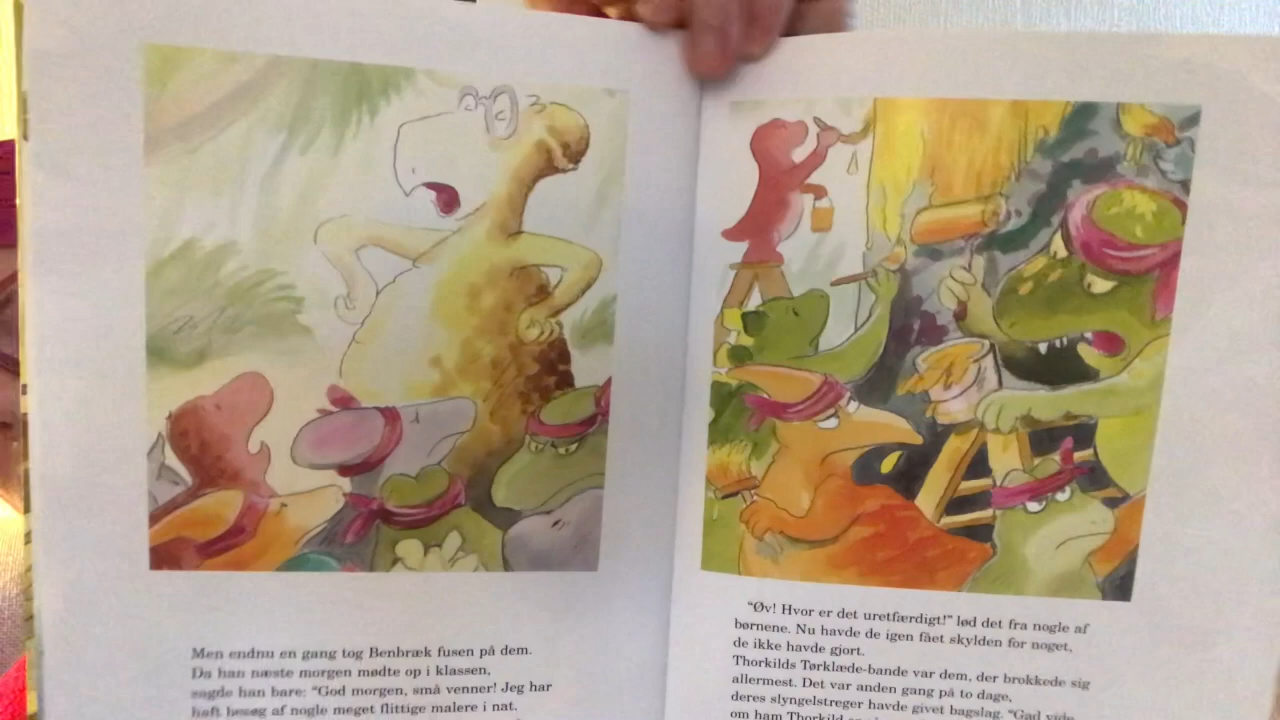 Men endnu en gang tog Benbræk fusen på dem.
Da han næste morgen mødte op i klassen,
sagde han bare: "God morgen, små venner! Jeg har
haft besøg af nogle meget flittige malere i nat.
"Øv! Hvor er det uretfærdigt!" lød det fra nogle af
børnene. Nu havde de igen fået skylden for noget,
de ikke havde gjort.
Thorkilds Tørklæde-bande var dem, der brokkede sig
allermest. Det var anden gang på to dage,
deres slyngelstreger havde givet bagslag. "Gad vide,
om ham Thorkild